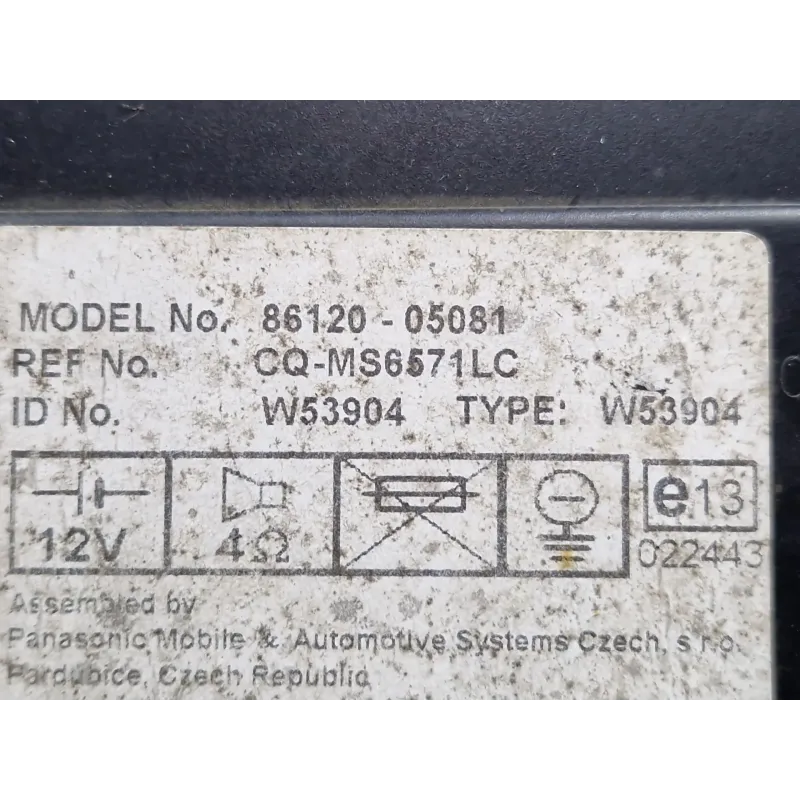 MODEL No. 86120 - 05081
REF No. CQ-MS6571LC
ID No. W53904 TYPE: W53904
12V 4Ω e13
022443
Assembled by
Panasonic Mobile & Automotive Systems Czech, s.r.o.
Pardubice, Czech Republic